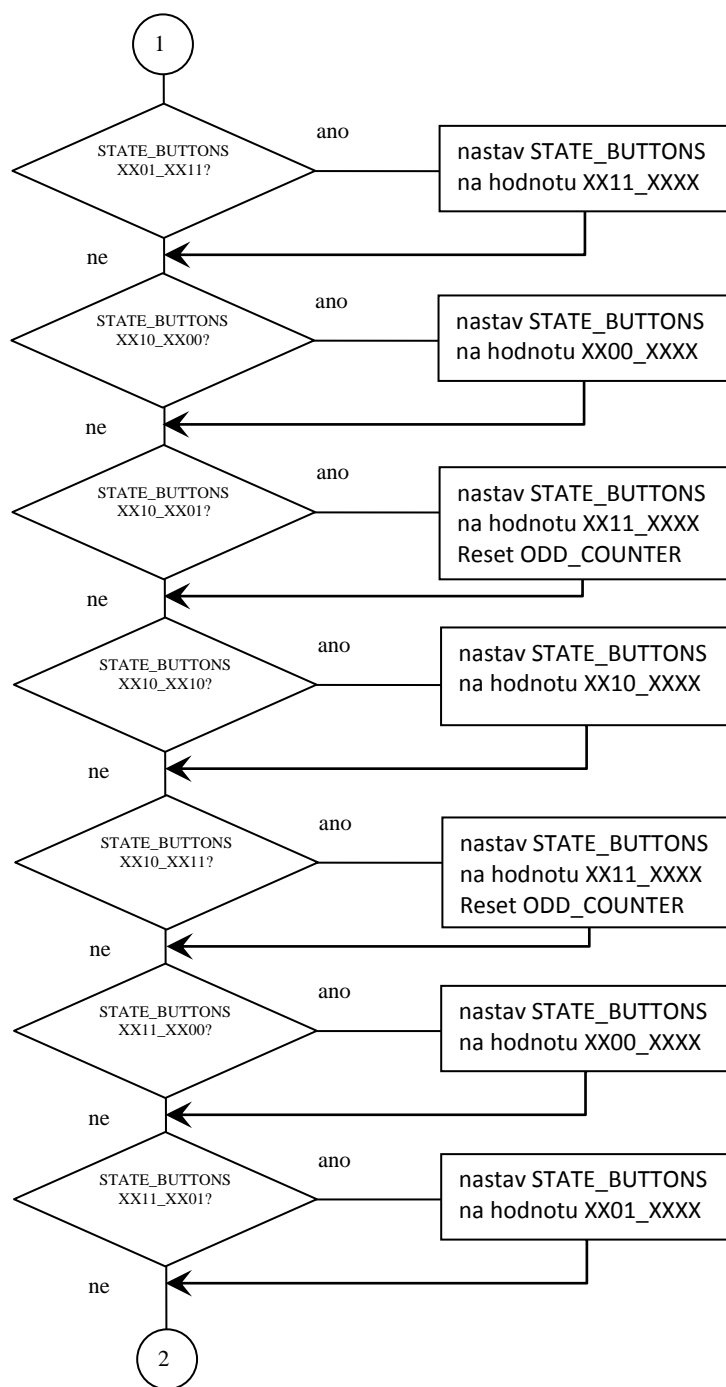 1
STATE_BUTTONS
XX01_XX11?
ano
nastav STATE_BUTTONS
na hodnotu XX11_XXXX
ne
STATE_BUTTONS
XX10_XX00?
ano
nastav STATE_BUTTONS
na hodnotu XX00_XXXX
ne
STATE_BUTTONS
XX10_XX01?
ano
nastav STATE_BUTTONS
na hodnotu XX11_XXXX
Reset ODD_COUNTER
ne
STATE_BUTTONS
XX10_XX10?
ano
nastav STATE_BUTTONS
na hodnotu XX10_XXXX
ne
STATE_BUTTONS
XX10_XX11?
ano
nastav STATE_BUTTONS
na hodnotu XX11_XXXX
Reset ODD_COUNTER
ne
STATE_BUTTONS
XX11_XX00?
ano
nastav STATE_BUTTONS
na hodnotu XX00_XXXX
ne
STATE_BUTTONS
XX11_XX01?
ano
nastav STATE_BUTTONS
na hodnotu XX01_XXXX
ne
2